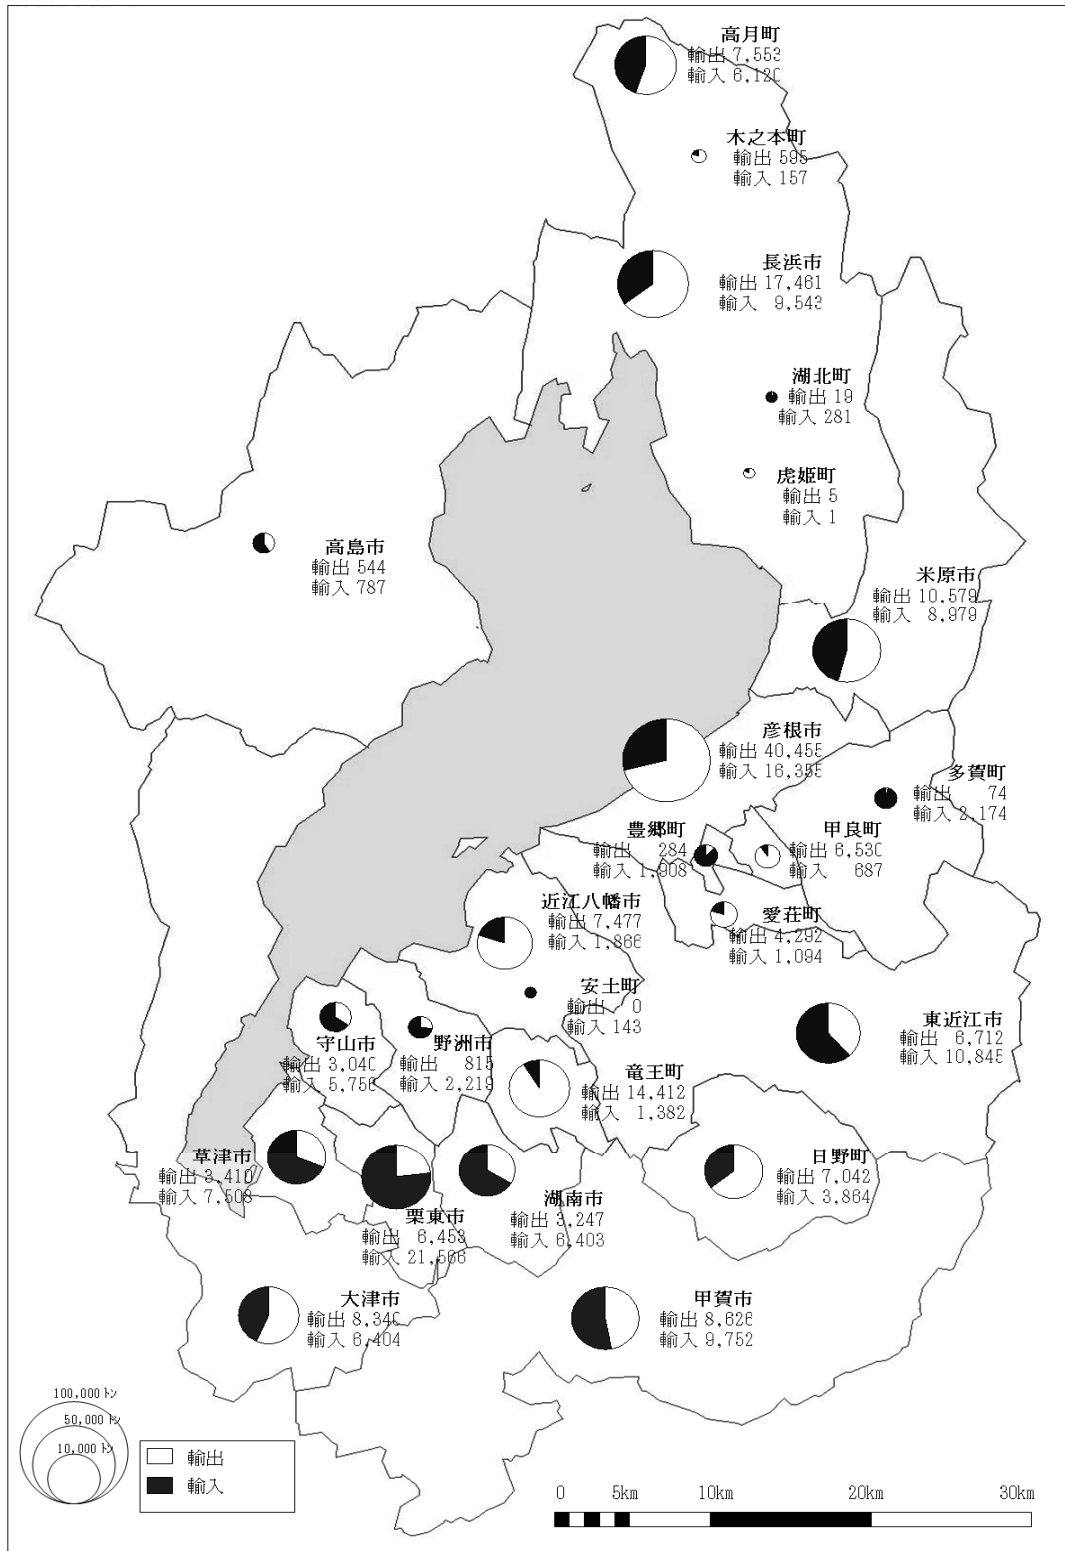 高月町
輸出 7,553
輸入 6,120
木之本町
輸出 595
輸入 157
長浜市
輸出 17,461
輸入 9,543
湖北町
輸出 19
輸入 281
虎姫町
輸出 5
輸入 1
高島市
輸出 544
輸入 787
米原市
輸出 10,579
輸入 8,979
彦根市
輸出 40,455
輸入 16,355
多賀町
輸出 74
輸入 2,174
豊郷町
輸出 284
輸入 1,908
甲良町
輸出 6,530
輸入 687
近江八幡市
輸出 7,477
輸入 1,866
愛荘町
輸出 4,292
輸入 1,094
安土町
輸出 0
輸入 143
東近江市
輸出 6,712
輸入 10,845
守山市
輸出 3,040
輸入 5,756
野洲市
輸出 815
輸入 2,219
竜王町
輸出 14,412
輸入 1,382
草津市
輸出 3,410
輸入 7,508
日野町
輸出 7,042
輸入 3,864
湖南市
輸出 3,247
輸入 6,403
栗東市
輸出 6,453
輸入 21,566
大津市
輸出 8,340
輸入 6,404
甲賀市
輸出 8,626
輸入 9,752
100,000 トン
50,000 トン
10,000 トン
輸出
輸入
0 5km 10km 20km 30km